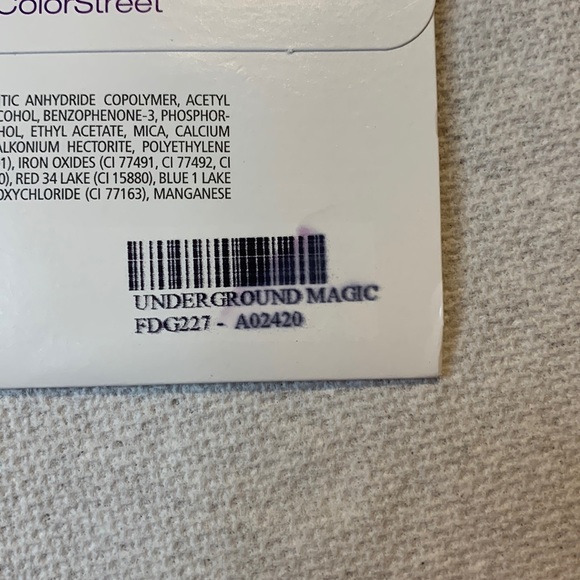 ColorStreet
TIC ANHYDRIDE COPOLYMER, ACETYL
COHOL, BENZOPHENONE-3, PHOSPHOR-
HOL, ETHYL ACETATE, MICA, CALCIUM
ALKONIUM HECTORITE, POLYETHYLENE
1), IRON OXIDES (CI 77491, CI 77492, CI
0), RED 34 LAKE (CI 15880), BLUE 1 LAKE
OXYCHLORIDE (CI 77163), MANGANESE
UNDERGROUND MAGIC
FDG227 - A02420